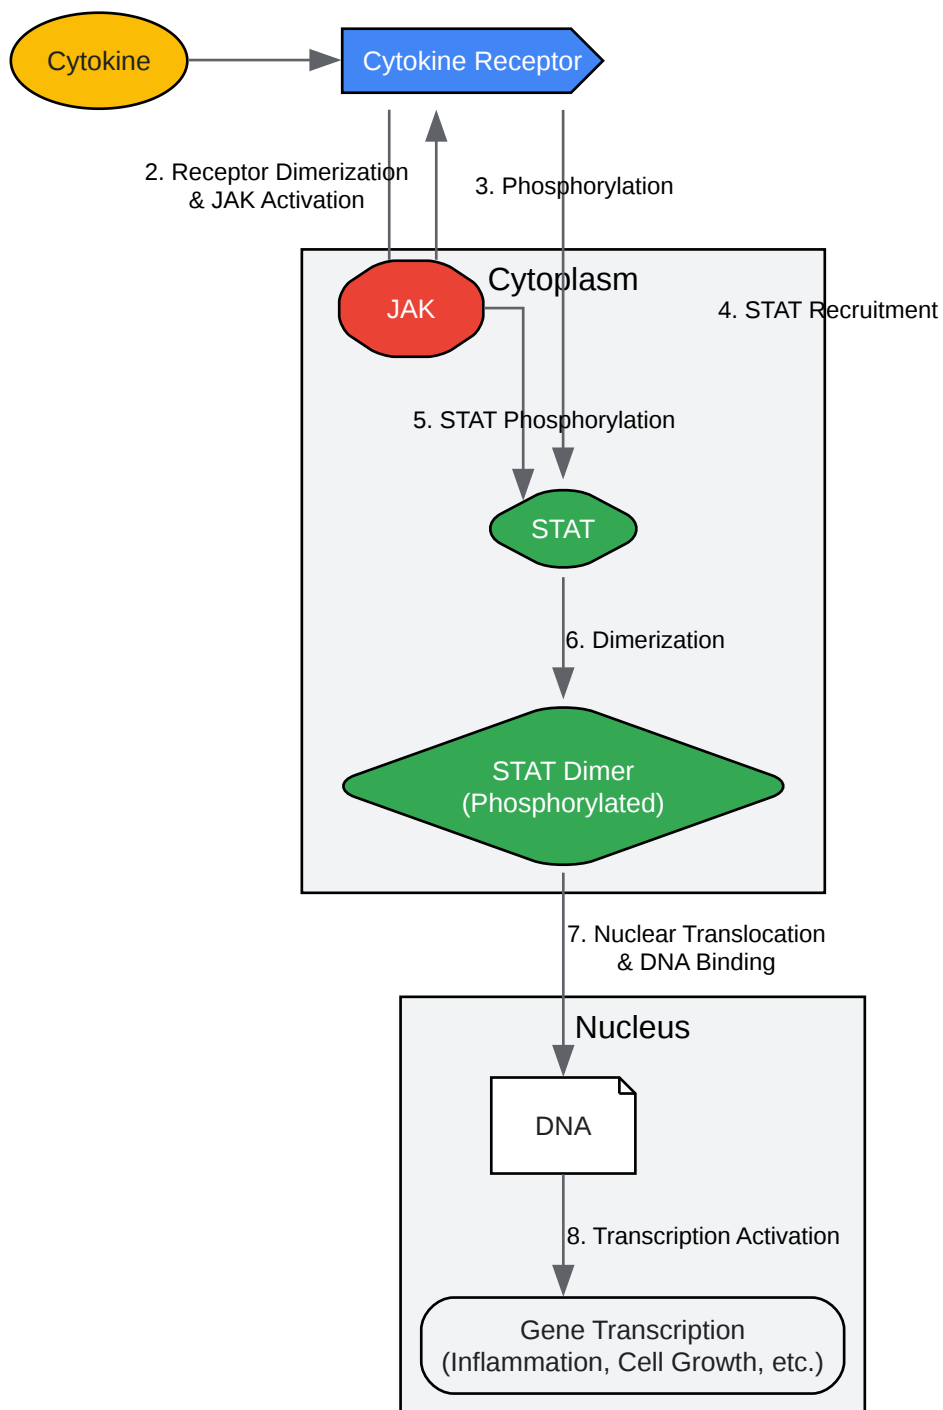 Cytokine
Cytokine Receptor
2. Receptor Dimerization
& JAK Activation
3. Phosphorylation
Cytoplasm
JAK
4. STAT Recruitment
5. STAT Phosphorylation
STAT
6. Dimerization
STAT Dimer
(Phosphorylated)
7. Nuclear Translocation
& DNA Binding
Nucleus
DNA
8. Transcription Activation
Gene Transcription
(Inflammation, Cell Growth, etc.)